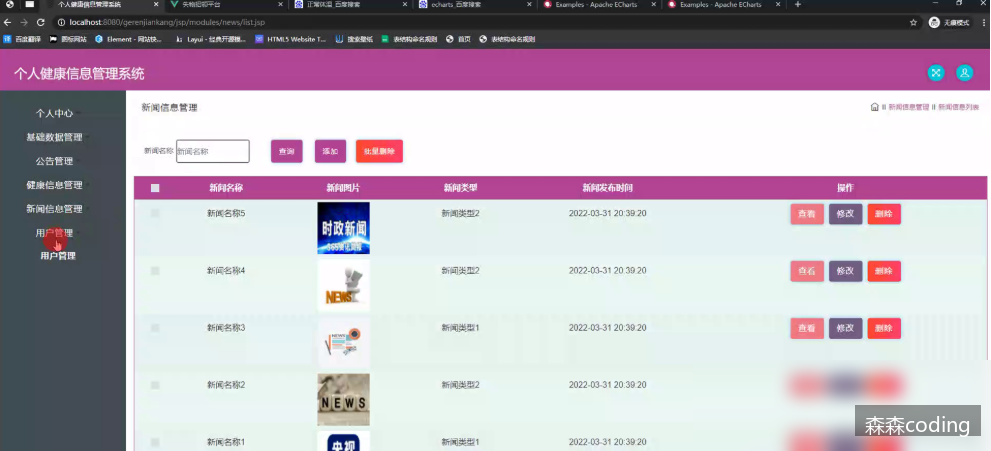 个人健康信息管理系统
矢量短视平台
正常体温_百度搜索
echarts_百度搜索
Examples - Apache ECharts
Examples - Apache ECharts
localhost:8080/gerenjiankang/jsp/modules/news/list.jsp
无痕模式
百度翻译
图标网站
Element - 网站快...
Layui - 经典开源模...
HTML5 Website T...
搜索壁纸
表结构命名规则
首页
表结构命名规则
个人健康信息管理系统
个人中心
基础数据管理
公告管理
健康信息管理
新闻信息管理
用户管理
用户管理
新闻信息管理
新闻信息管理 新闻信息列表
新闻名称 新闻名称 查询 添加 批量删除
新闻名称 新闻图片 新闻类型 新闻发布时间 操作
新闻名称5 时政新闻 新闻类型2 2022-03-31 20:39:20 查看 修改 删除
新闻名称4 NEWS 新闻类型2 2022-03-31 20:39:20 查看 修改 删除
新闻名称3 NEWS 新闻类型1 2022-03-31 20:39:20 查看 修改 删除
新闻名称2 NEWS 新闻类型2 2022-03-31 20:39:20
新闻名称1 央视 新闻类型1 2022-03-31 20:39:20
森森coding